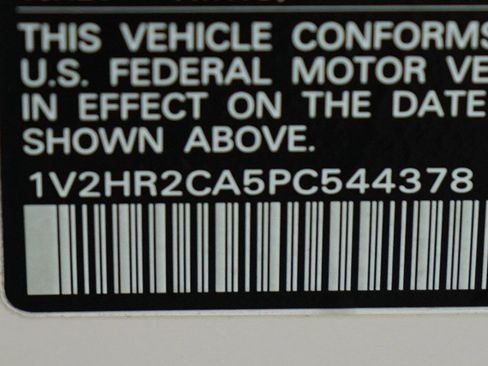 THIS VEHICLE CONFORMS
U.S. FEDERAL MOTOR VE
IN EFFECT ON THE DATE
SHOWN ABOVE.
1V2HR2CA5PC544378